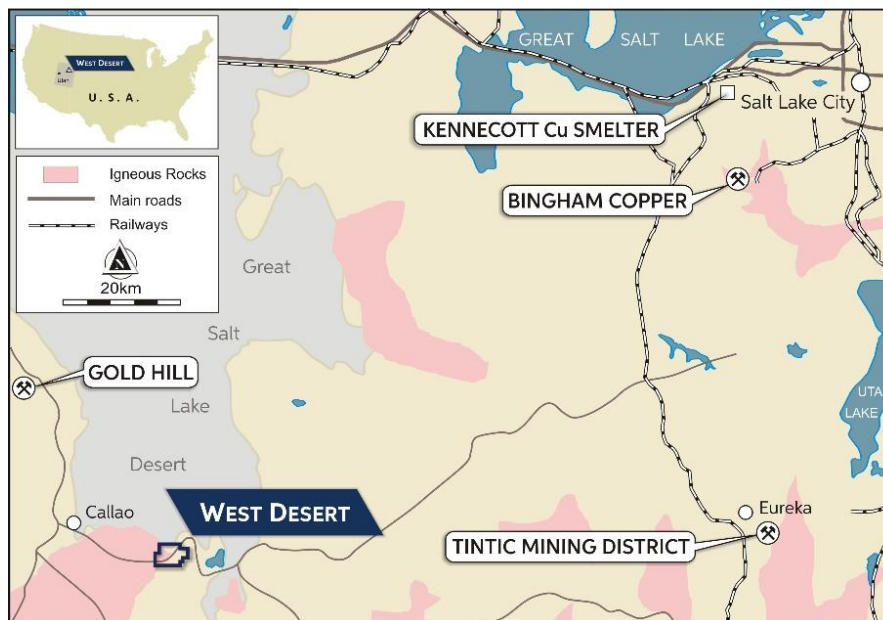 WEST DESERT
Utah
U. S. A.
Igneous Rocks
Main roads
Railways
N
20km
GREAT SALT LAKE
Salt Lake City
KENNECOTT Cu SMELTER
BINGHAM COPPER
Great
Salt
Lake
Desert
GOLD HILL
UTA
LAKE
Callao
WEST DESERT
Eureka
TINTIC MINING DISTRICT